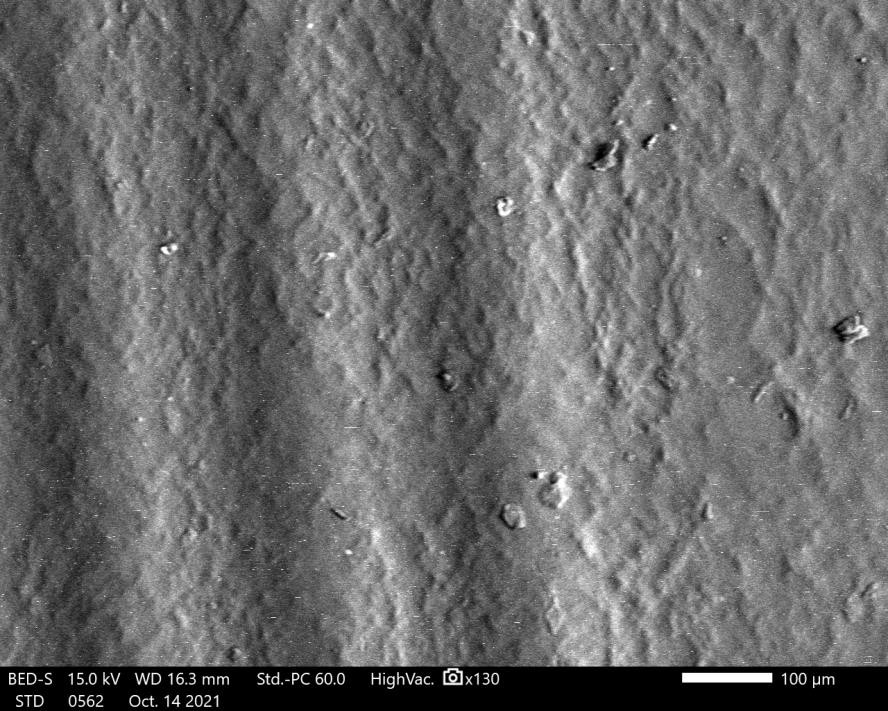 BED-S 15.0 kV WD 16.3 mm Std.-PC 60.0 HighVac. x130 100 µm
STD 0562 Oct. 14 2021